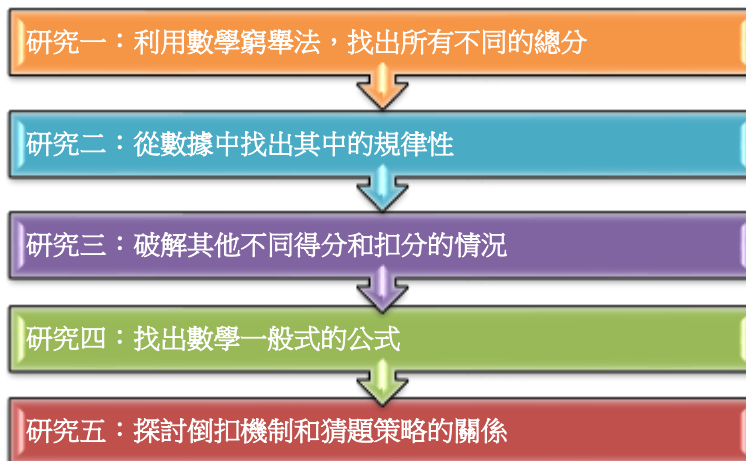 研究一：利用數學窮舉法，找出所有不同的總分
研究二：從數據中找出其中的規律性
研究三：破解其他不同得分和扣分的情況
研究四：找出數學一般式的公式
研究五：探討倒扣機制和猜題策略的關係